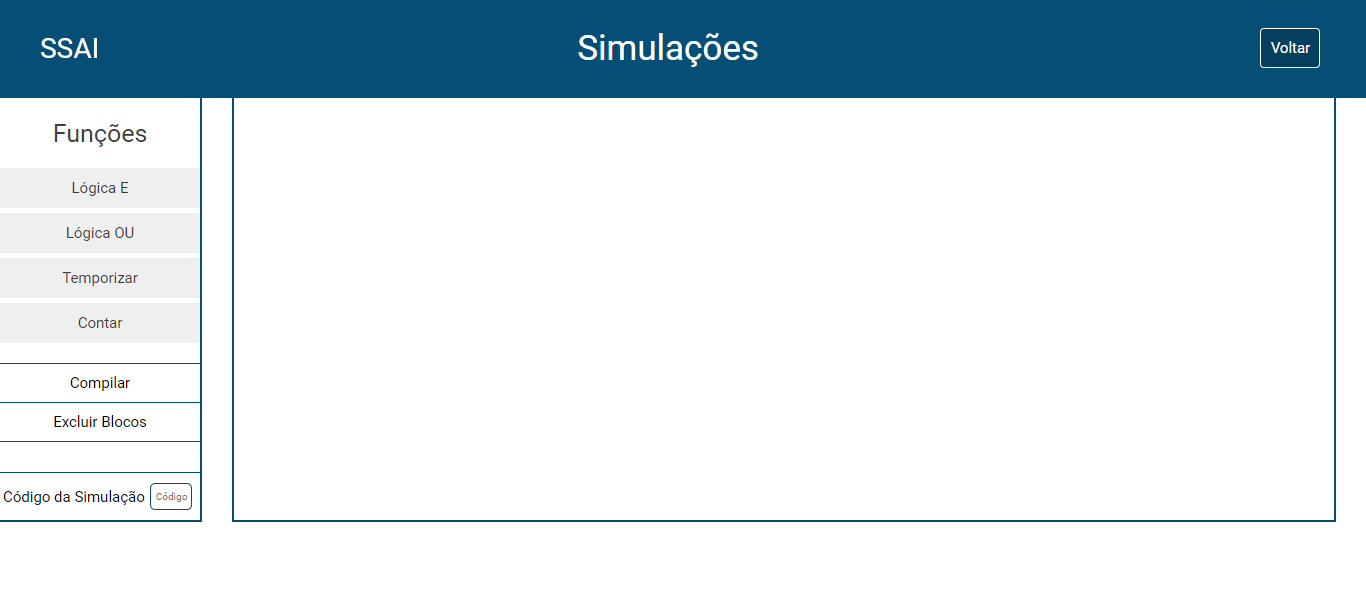 SSAI
Simulações
Voltar
Funções
Lógica E
Lógica OU
Temporizar
Contar
Compilar
Excluir Blocos
Código da Simulação Código